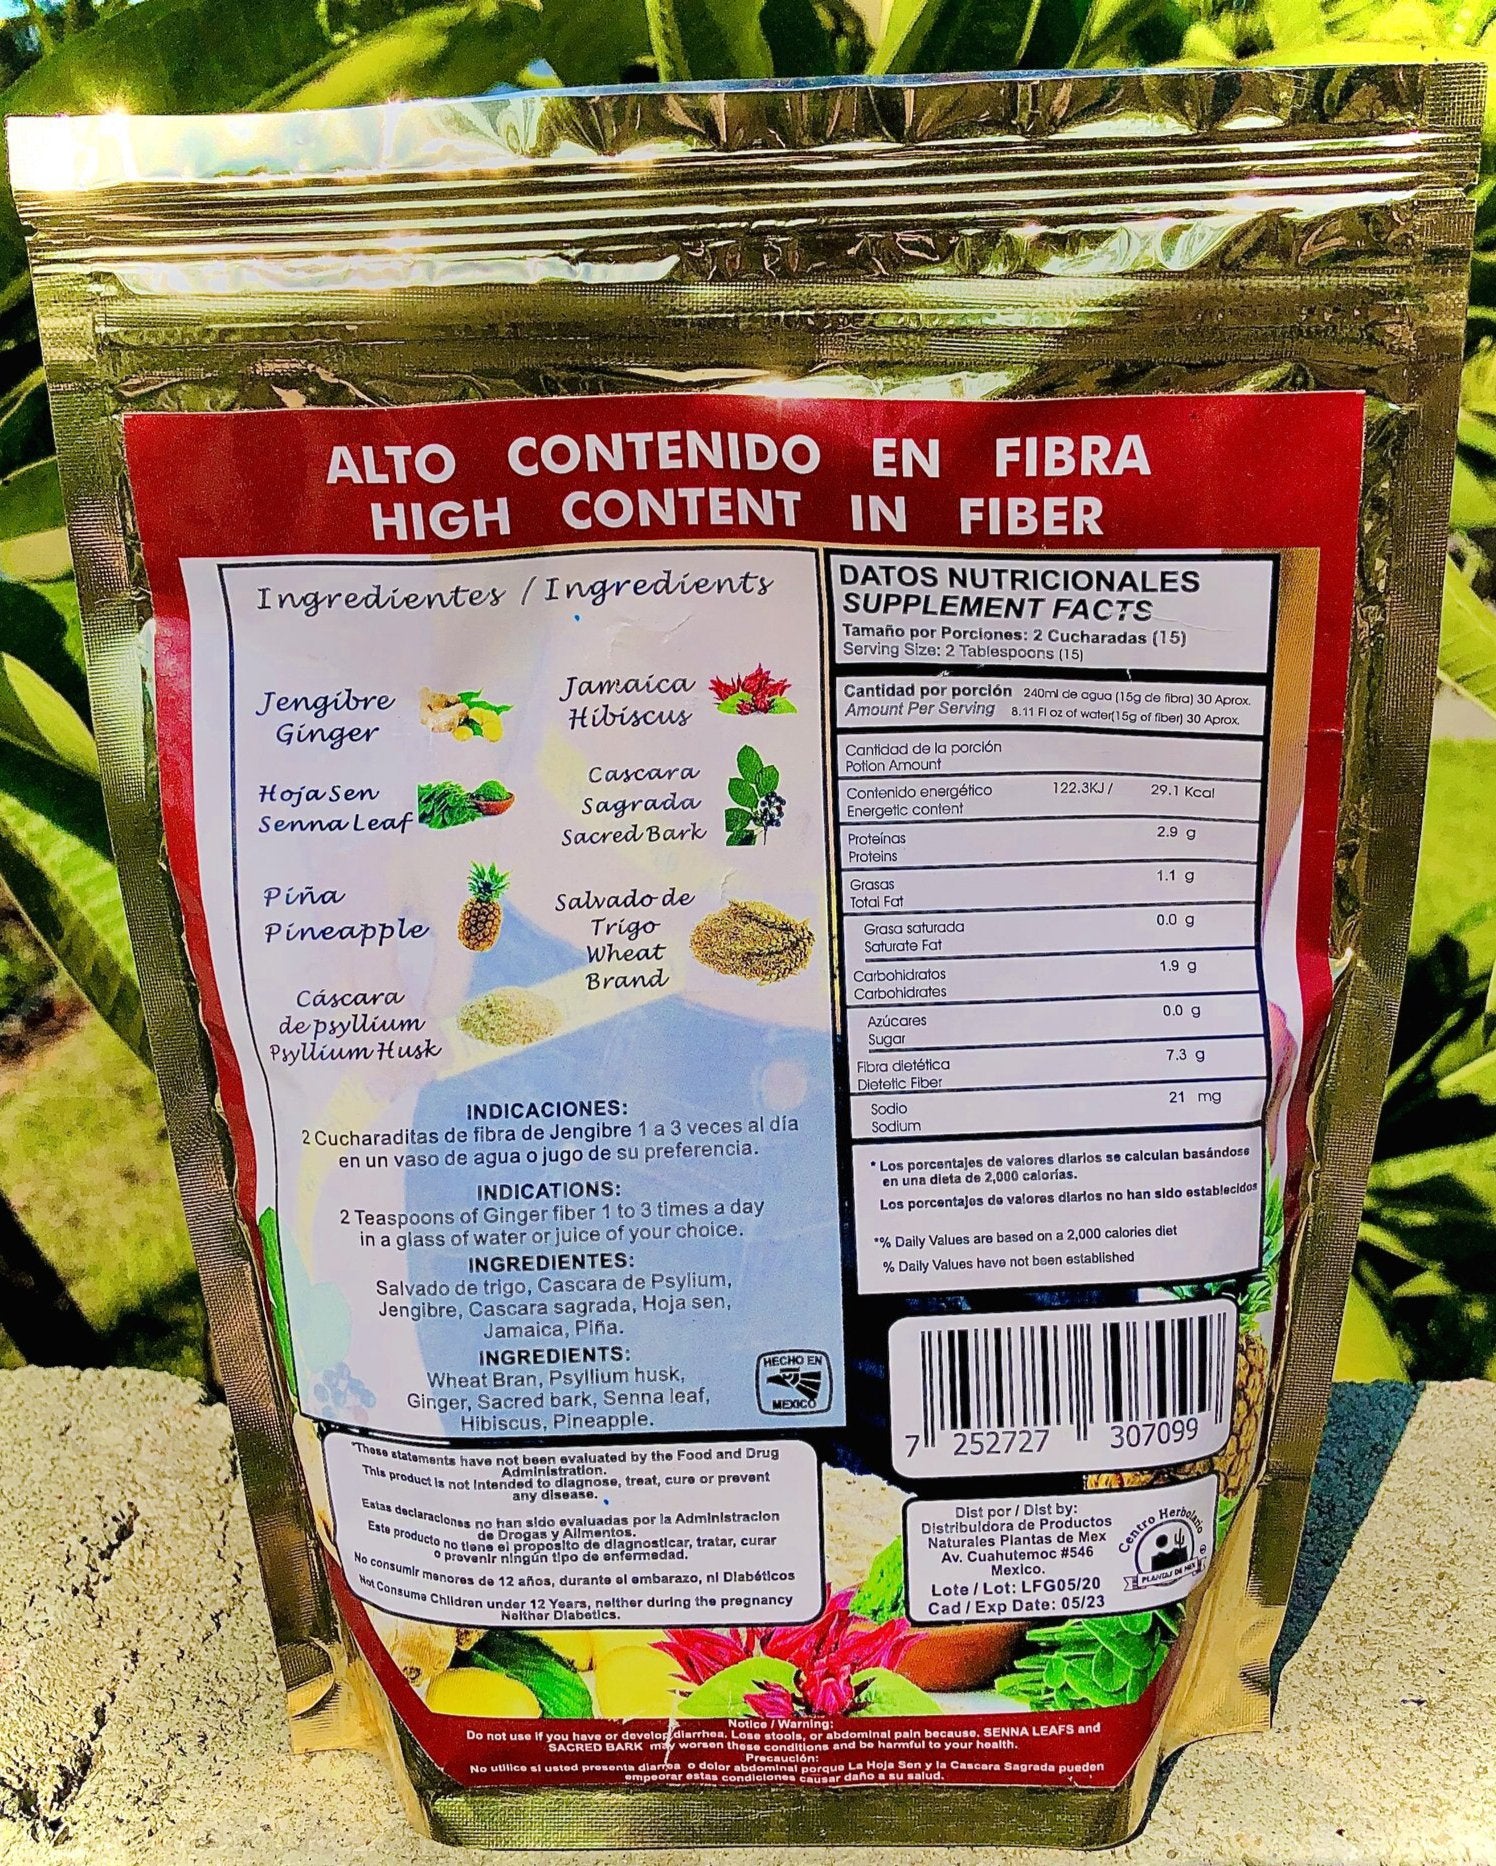 ALTO CONTENIDO EN FIBRA
HIGH CONTENT IN FIBER
Ingredientes / Ingredients
Jengibre
Ginger
Jamaica
Hibiscus
Hoja Sen
Senna Leaf
Cascara
Sagrada
Sacred Bark
Piña
Pineapple
Salvado de
Trigo
Wheat
Brand
Cáscara
de psyllium
Psyllium Husk
INDICACIONES:
2 Cucharaditas de fibra de Jengibre 1 a 3 veces al día
en un vaso de agua o jugo de su preferencia.
INDICATIONS:
2 Teaspoons of Ginger fiber 1 to 3 times a day
in a glass of water or juice of your choice.
INGREDIENTES:
Salvado de trigo, Cascara de Psylium,
Jengibre, Cascara sagrada, Hoja sen,
Jamaica, Piña.
INGREDIENTS:
Wheat Bran, Psyllium husk,
Ginger, Sacred bark, Senna leaf,
Hibiscus, Pineapple.
HECHO EN
MEXICO
DATOS NUTRICIONALES
SUPPLEMENT FACTS
Tamaño por Porciones: 2 Cucharadas (15)
Serving Size: 2 Tablespoons (15)
Cantidad por porción 240ml de agua (15g de fibra) 30 Aprox.
Amount Per Serving 8.11 Fl oz of water(15g of fiber) 30 Aprox.
Cantidad de la porción
Potion Amount
Contenido energético 122.3KJ / 29.1 Kcal
Energetic content
Proteínas 2.9 g
Proteins
Grasas 1.1 g
Total Fat
Grasa saturada 0.0 g
Saturate Fat
Carbohidratos 1.9 g
Carbohidrates
Azúcares 0.0 g
Sugar
Fibra dietética 7.3 g
Dietetic Fiber
Sodio 21 mg
Sodium
* Los porcentajes de valores diarios se calculan basándose
en una dieta de 2,000 calorías.
Los porcentajes de valores diarios no han sido establecidos
*% Daily Values are based on a 2,000 calories diet
% Daily Values have not been established
7 252727 307099
*These statements have not been evaluated by the Food and Drug
Administration.
This product is not intended to diagnose, treat, cure or prevent
any disease.
Estas declaraciones no han sido evaluadas por la Administracion
de Drogas y Alimentos.
Este producto no tiene el proposito de diagnosticar, tratar, curar
o prevenir ningún tipo de enfermedad.
No consumir menores de 12 años, durante el embarazo, ni Diabéticos
Not Consume Children under 12 Years, neither during the pregnancy
Neither Diabetics.
Dist por / Dist by:
Distribuidora de Productos
Naturales Plantas de Mex
Av. Cuahutemoc #546
Mexico.
Lote / Lot: LFG05/20
Cad / Exp Date: 05/23
Centro Herbolario
PLANTAS DE MEX
Notice / Warning:
Do not use if you have or develop diarrhea, Lose stools, or abdominal pain because. SENNA LEAFS and
SACRED BARK may worsen these conditions and be harmful to your health.
Precaución:
No utilice si usted presenta diarrea o dolor abdominal porque La Hoja Sen y la Cascara Sagrada pueden
empeorar estas condiciones causar daño a su salud.